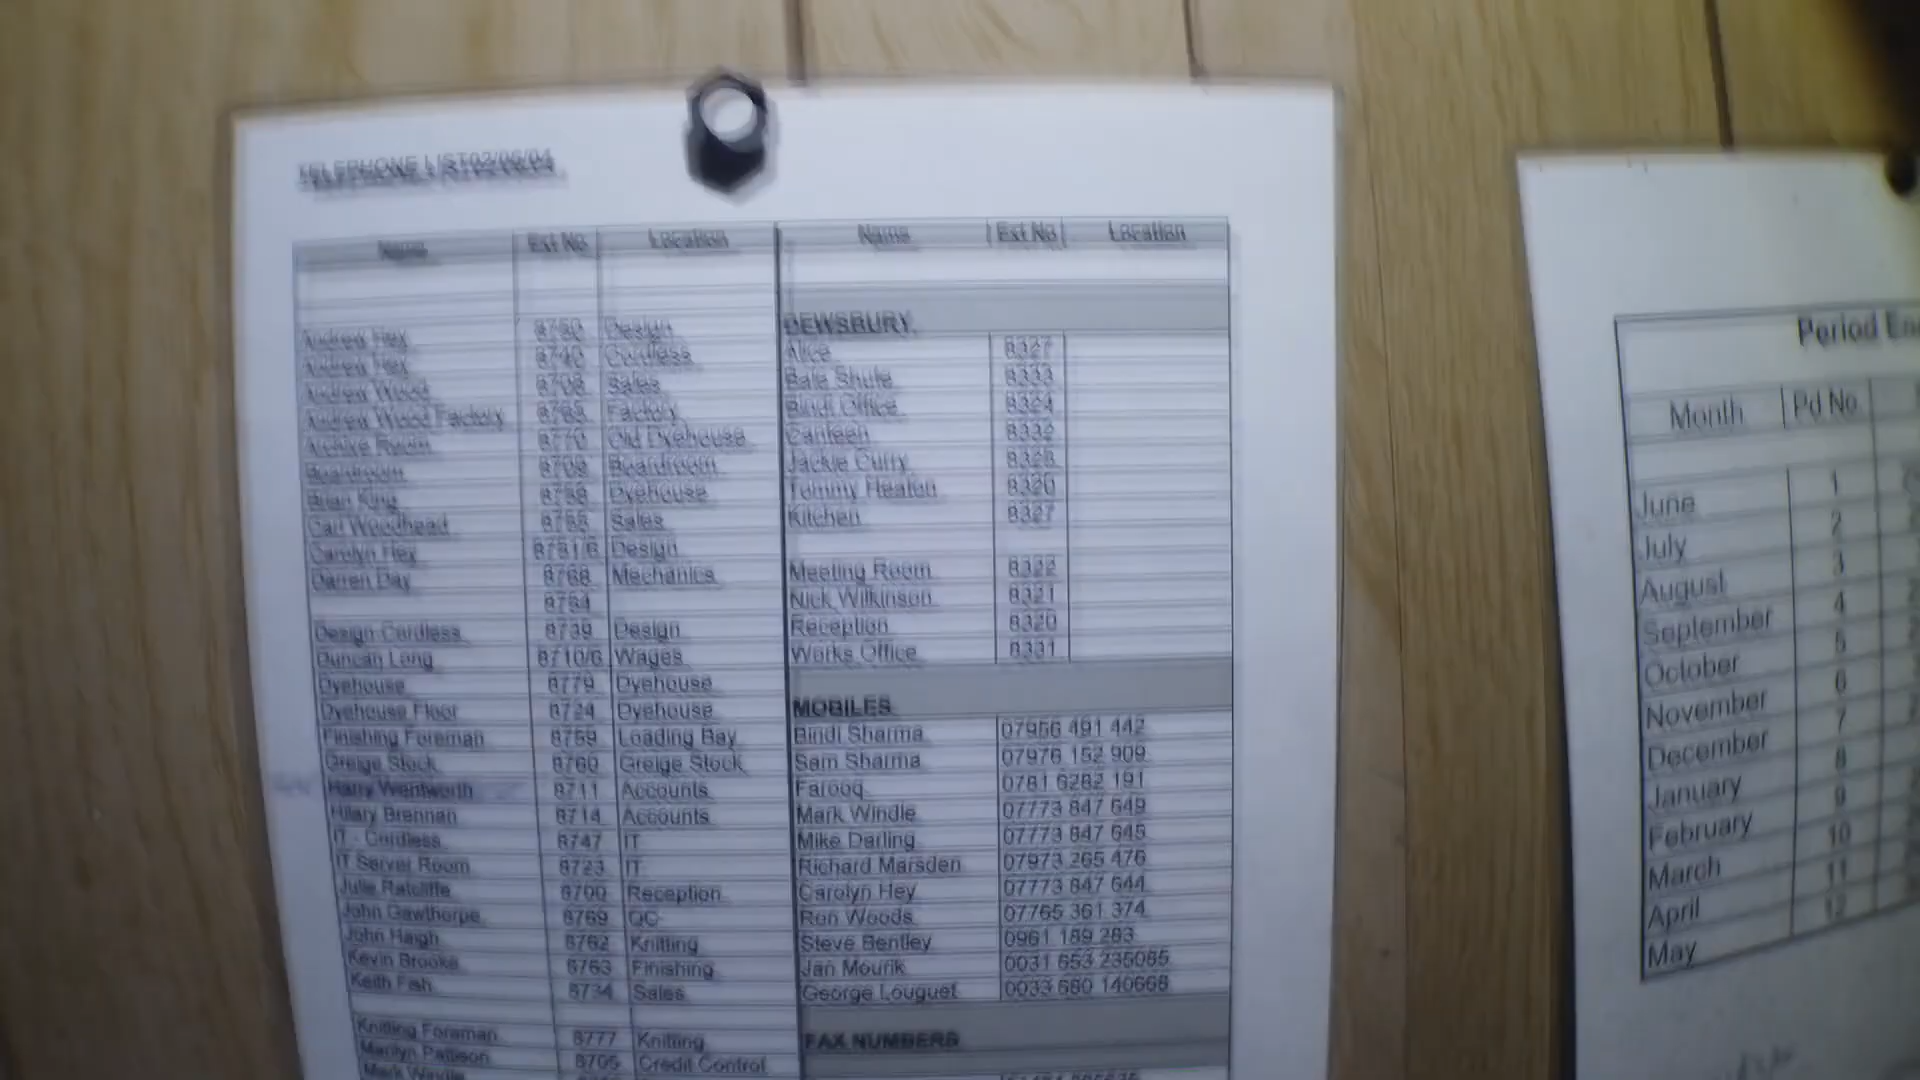 TELEPHONE LIST02/06/04
Name Ext No Location
Andrew Hey Design
Andrew Hey 8740 Cordless
Andrew Wood 8708 Sales
Andrew Wood Factory 8765 Factory
Archive Room 8770 Old Dyehouse
Boardroom 8709 Boardroom
Brian King 8758 Dyehouse
Carl Woodhead Sales
Carolyn Hey Design
Darren Day 8768 Mechanics
Design Cordless 8739 Design
Duncan Long 8710/6 Wages
Dyehouse 8779 Dyehouse
Dyehouse Floor 8724 Dyehouse
Finishing Foreman 8759 Loading Bay
Greige Stock 8760 Greige Stock
Harry Wentworth 8711 Accounts
Hilary Brennan 8714 Accounts
IT - Cordless 8747 IT
IT Server Room 8723 IT
Julie Ratcliffe 8700 Reception
John Gawthorpe 8769 QC
John Haigh 8762 Knitting
Kevin Brooke 8763 Finishing
Keith Fish 8734 Sales
Knitting Foreman 8777 Knitting
Marilyn Pattison 8705 Credit Control
Mark Windle
Name Ext No Location
DEWSBURY
Alice 8327
Bale Shute 8333
Bindi Office 8324
Canteen 8332
Jackie Curry
Tommy Heaton
Kitchen 8327
Meeting Room 8322
Nick Wilkinson 8321
Reception 8320
Works Office 8331
MOBILES
Bindi Sharma 07956 491 442
Sam Sharma 07976 152 909
Farooq 0781 6282 191
Mark Windle 07773 847 649
Mike Darling 07773 847 645
Richard Marsden 07973 265 476
Carolyn Hey 07773 847 644
Ron Woods 07765 361 374
Steve Bentley 0961 189 283
Jan Mourik 0031 653 235085
George Louguet 0033 680 140668
FAX NUMBERS
Period
Month Pd No
June 1
July 2
August 3
September 4
October 5
November 6
December 7
January 8
February 9
March 10
April 11
May 12